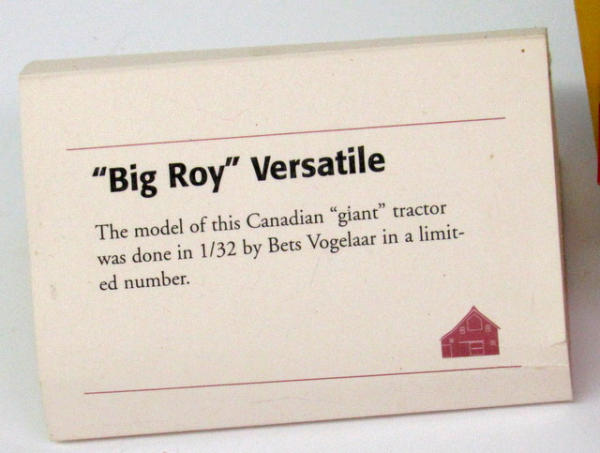 “Big Roy” Versatile
The model of this Canadian “giant” tractor
was done in 1/32 by Bets Vogelaar in a limit-
ed number.